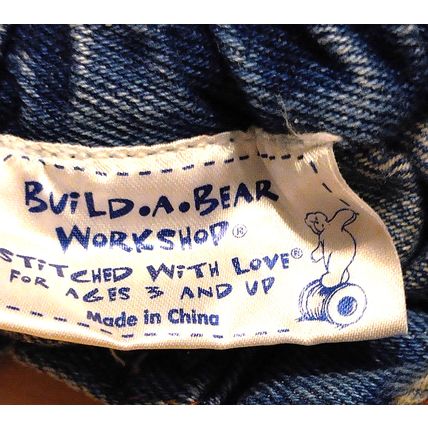 BUILD.A.BEAR
WORKSHOP®
STITCHED WITH LOVE®
FOR AGES 3 AND UP
Made in China